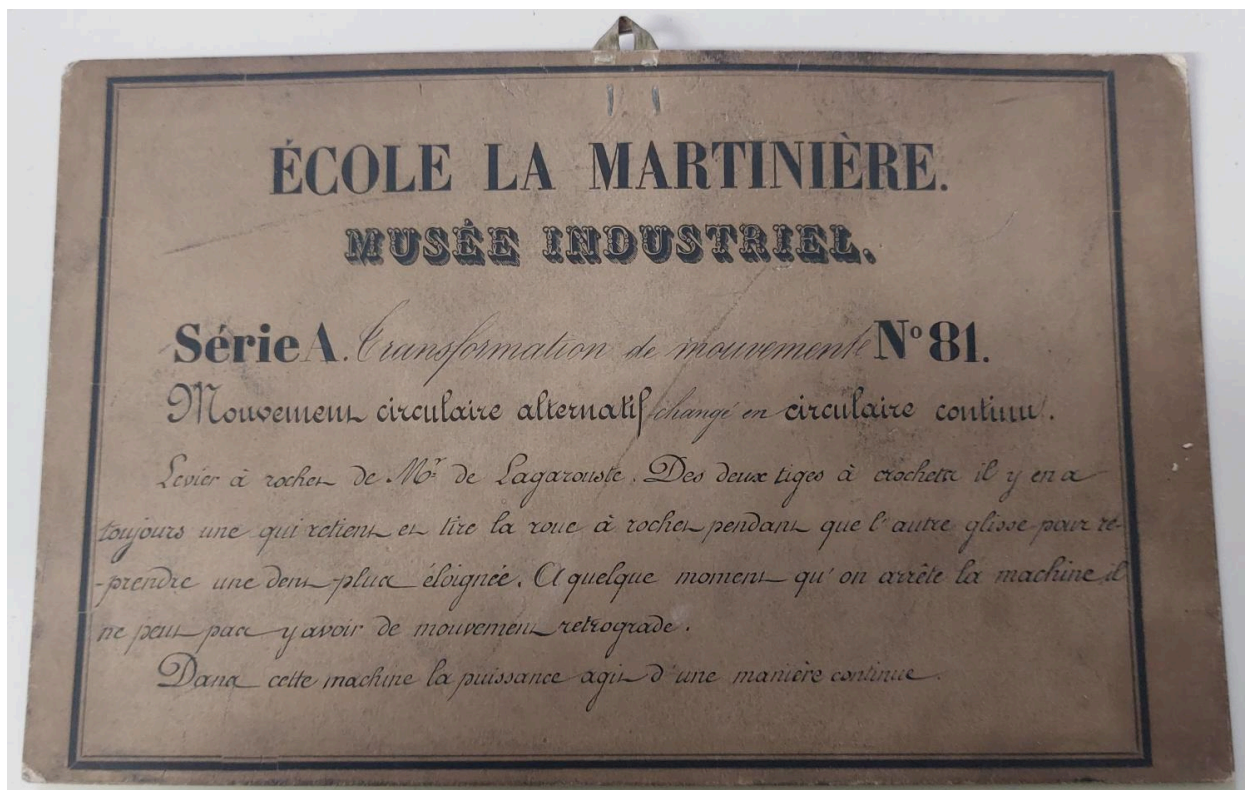 ÉCOLE LA MARTINIÈRE.
MUSÉE INDUSTRIEL.
Série A. Transformation de mouvements No 81.
Mouvement circulaire alternatif changé en circulaire continu.
Levier à rochet de Mr de Lagarouste. Des deux tiges à crochets il y en a
toujours une qui retient et tire la roue à rochet pendant que l'autre glisse pour re-
-prendre une dent plus éloignée. A quelque moment qu'on arrête la machine il
ne peut pas y avoir de mouvement retrograde.
Dans cette machine la puissance agit d'une manière continue.